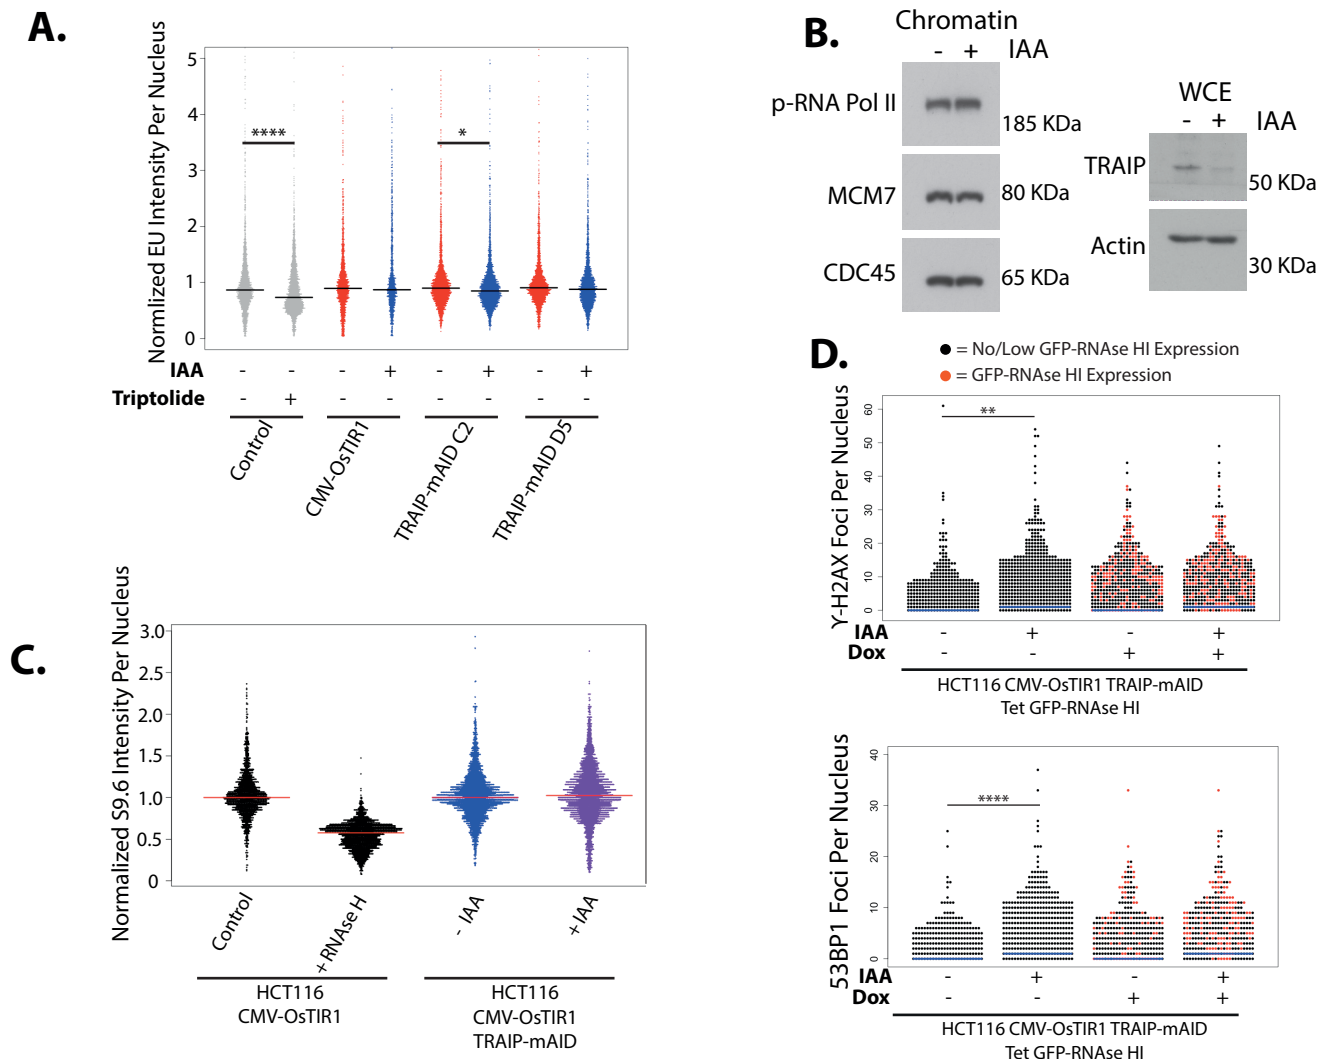 A.
Normlized EU Intensity Per Nucleus
5
4
3
2
1
0
****
*
IAA - - - + - + - +
Triptolide - + - - - - - -
Control
CMV-OsTIR1
TRAIP-mAID C2
TRAIP-mAID D5
B.
Chromatin
- + IAA
p-RNA Pol II
185 KDa
MCM7
80 KDa
CDC45
65 KDa
WCE
- + IAA
TRAIP
50 KDa
Actin
30 KDa
C.
Normalized S9.6 Intensity Per Nucleus
3.0
2.5
2.0
1.5
1.0
0.5
0
Control
+RNAse H
- IAA
+IAA
HCT116
CMV-OsTIR1
HCT116
CMV-OsTIR1
TRAIP-mAID
D.
= No/Low GFP-RNAse HI Expression
= GFP-RNAse HI Expression
Y-H2AX Foci Per Nucleus
60
50
40
30
20
10
0
**
IAA - + - +
Dox - - + +
HCT116 CMV-OsTIR1 TRAIP-mAID
Tet GFP-RNAse HI
53BP1 Foci Per Nucleus
40
30
20
10
0
****
IAA - + - +
Dox - - + +
HCT116 CMV-OsTIR1 TRAIP-mAID
Tet GFP-RNAse HI